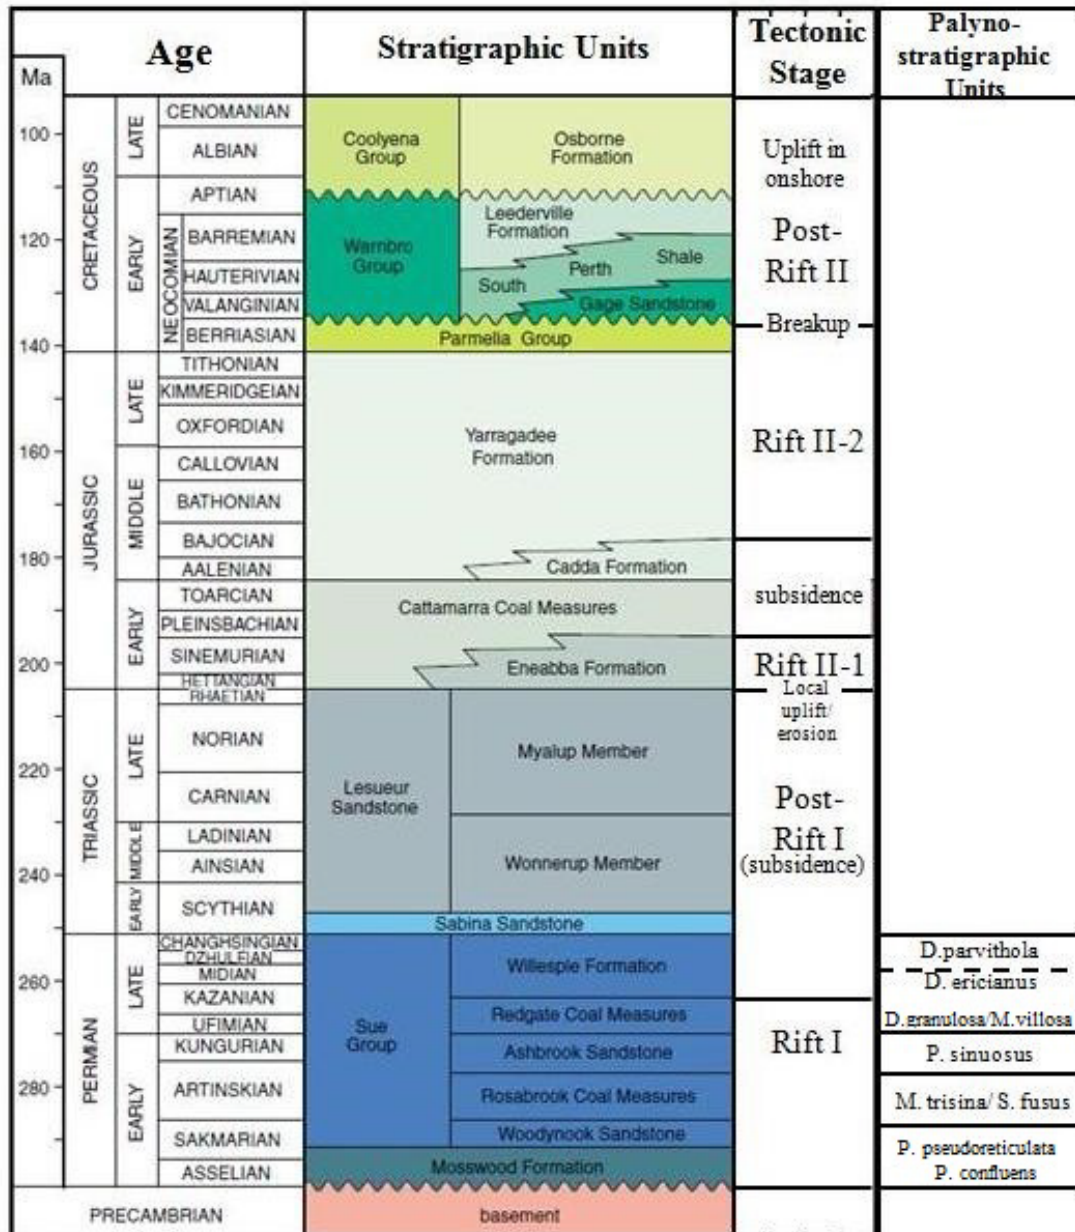 Age
Stratigraphic Units
Tectonic
Stage
Palyno-
stratigraphic
Units
Ma
100
120
140
160
180
200
220
240
260
280
CRETACEOUS
JURASSIC
TRIASSIC
PERMIAN
PRECAMBRIAN
LATE
EARLY
NEOCOMIAN
LATE
MIDDLE
EARLY
LATE
MIDDLE
EARLY
LATE
EARLY
CENOMANIAN
ALBIAN
APTIAN
BARREMIAN
HAUTERIVIAN
VALANGINIAN
BERRIASIAN
TITHONIAN
KIMMERIDGEIAN
OXFORDIAN
CALLOVIAN
BATHONIAN
BAJOCIAN
AALENIAN
TOARCIAN
PLEINSBACHIAN
SINEMURIAN
HETTANGIAN
RHAETIAN
NORIAN
CARNIAN
LADINIAN
AINSIAN
SCYTHIAN
CHANGHSINGIAN
DZHULFIAN
MIDIAN
KAZANIAN
UFIMIAN
KUNGURIAN
ARTINSKIAN
SAKMARIAN
ASSELIAN
Coolyena
Group
Osborne
Formation
Warnbro
Group
Leederville
Formation
South
Perth
Shale
Gage Sandstone
Parmelia Group
Yarragadee
Formation
Cadda Formation
Cattamarra Coal Measures
Eneabba Formation
Lesueur
Sandstone
Myalup Member
Wonnerup Member
Sabina Sandstone
Sue
Group
Willespie Formation
Redgate Coal Measures
Ashbrook Sandstone
Rosabrook Coal Measures
Woodynook Sandstone
Mosswood Formation
basement
Uplift in
onshore
Post-
Rift II
Breakup
Rift II-2
subsidence
Rift II-1
Local
uplift/
erosion
Post-
Rift I
(subsidence)
Rift I
D.parvithola
D. ericianus
D.granulosa/M.villosa
P. sinuosus
M. trisina/ S. fusus
P. pseudoreticulata
P. confluens